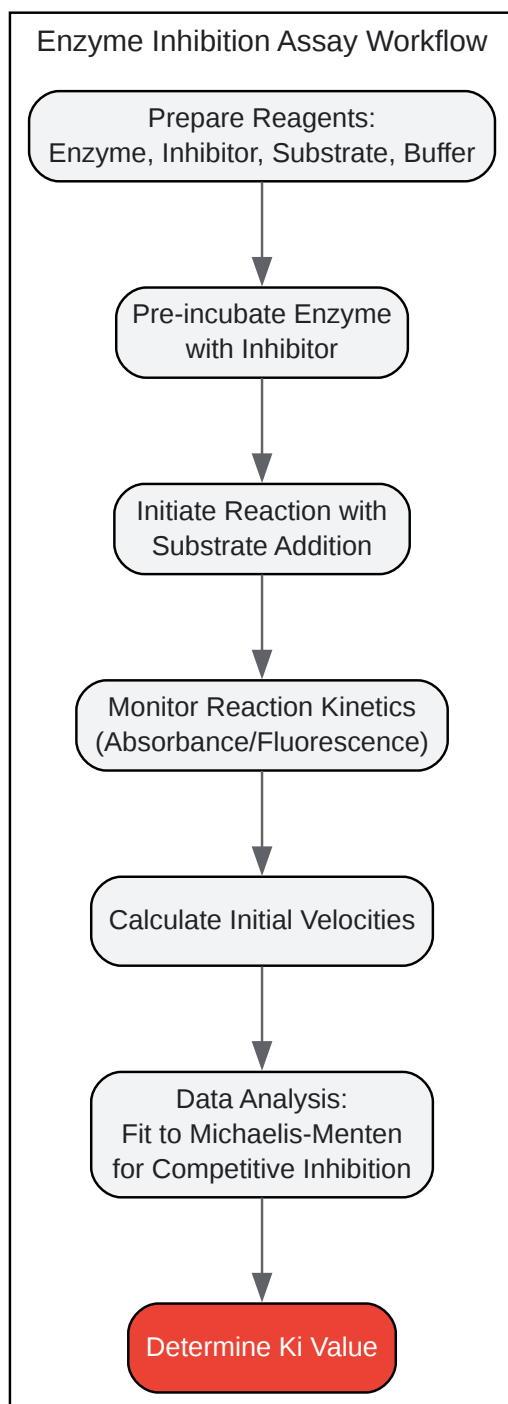 Enzyme Inhibition Assay Workflow
Prepare Reagents:
Enzyme, Inhibitor, Substrate, Buffer
Pre-incubate Enzyme
with Inhibitor
Initiate Reaction with
Substrate Addition
Monitor Reaction Kinetics
(Absorbance/Fluorescence)
Calculate Initial Velocities
Data Analysis:
Fit to Michaelis-Menten
for Competitive Inhibition
Determine Ki Value